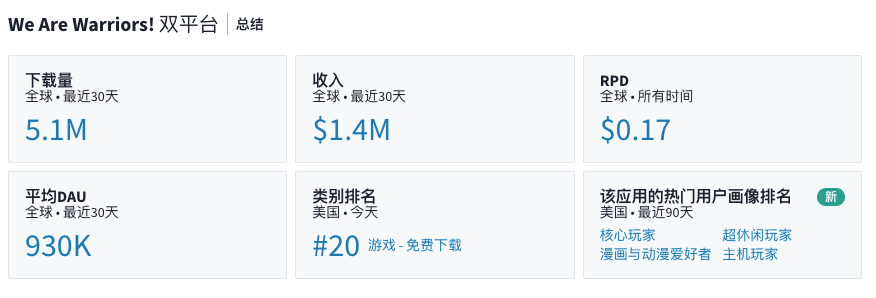 We Are Warriors! 双平台 总结
下载量
全球 • 最近30天
5.1M
收入
全球 • 最近30天
$1.4M
RPD
全球 • 所有时间
$0.17
平均DAU
全球 • 最近30天
930K
类别排名
美国 • 今天
#20 游戏 - 免费下载
该应用的热门用户画像排名 新
美国 • 最近90天
核心玩家 超休闲玩家
漫画与动漫爱好者 主机玩家